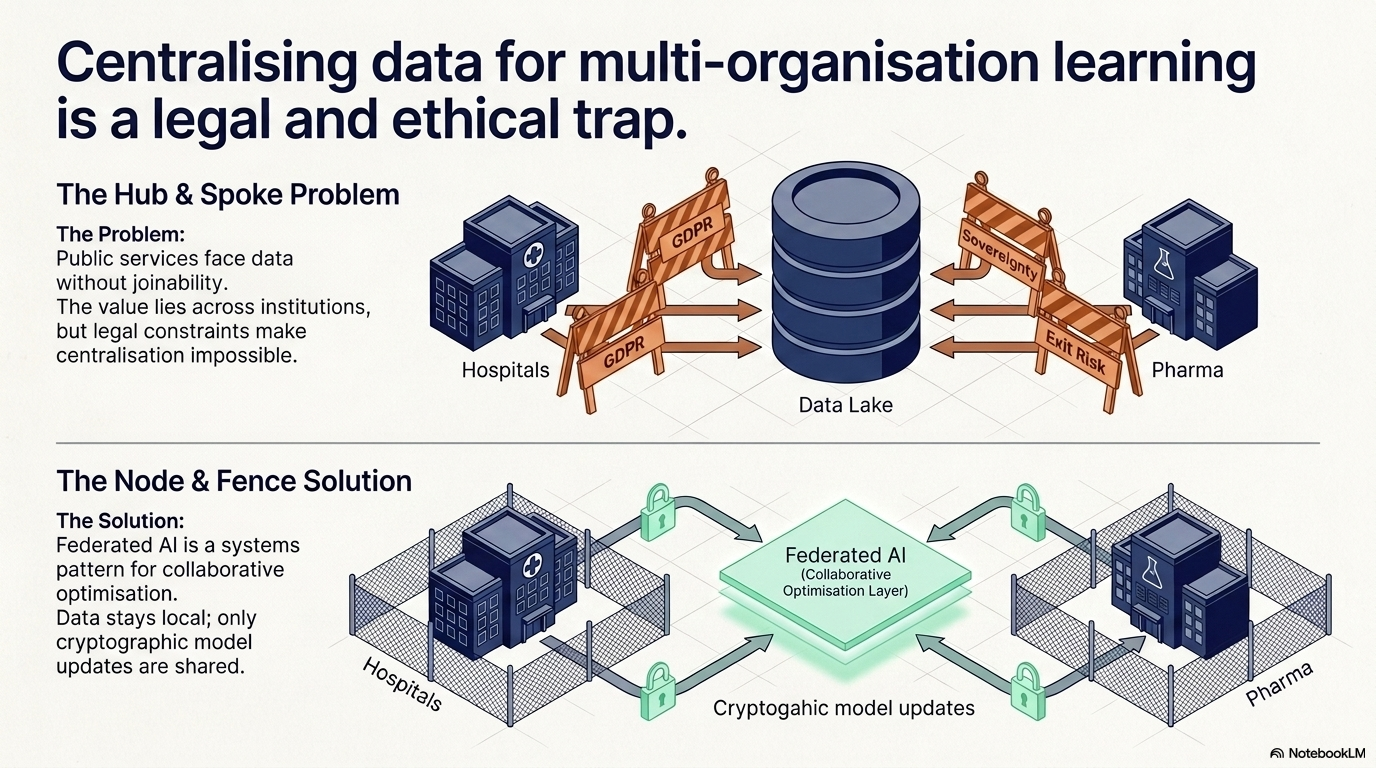 Centralising data for multi-organisation learning
is a legal and ethical trap.
The Hub & Spoke Problem
The Problem:
Public services face data
without joinability.
The value lies across institutions,
but legal constraints make
centralisation impossible.
GDPR
GDPR
Hospitals
Data Lake
Sovereignty
Exit Risk
Pharma
The Node & Fence Solution
The Solution:
Federated AI is a systems
pattern for collaborative
optimisation.
Data stays local; only
cryptographic model
updates are shared.
Hospitals
Federated AI
(Collaborative
Optimisation Layer)
Cryptogahic model updates
Pharma
NotebookLM